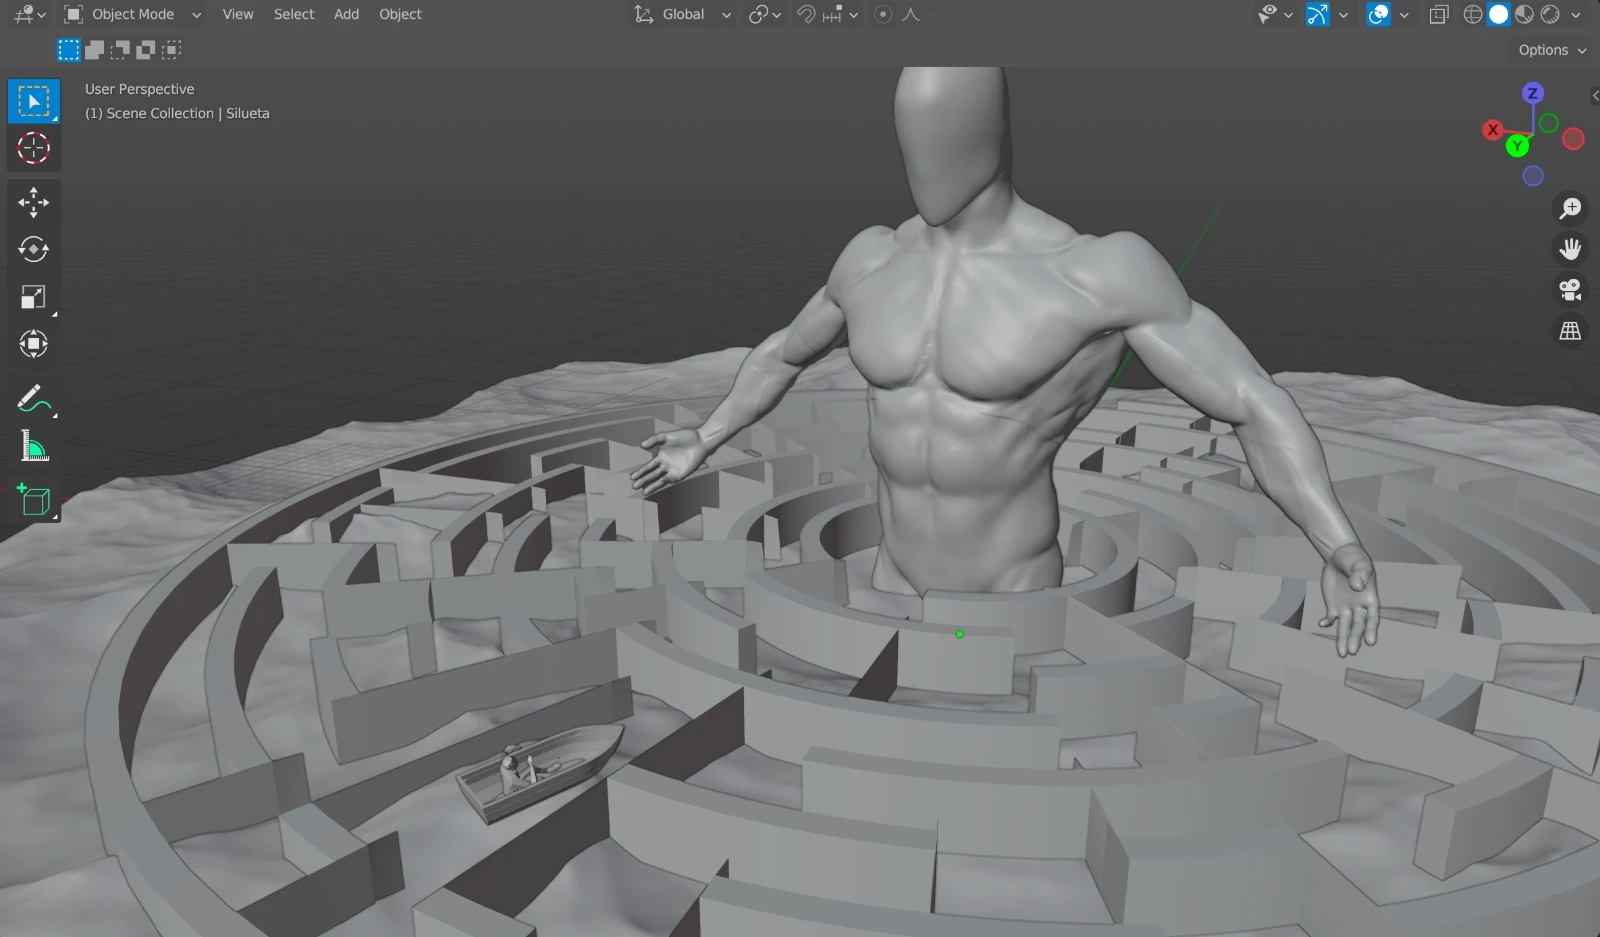 Object Mode View Select Add Object Global
Options
User Perspective
(1) Scene Collection | Silueta
Z
X
Y